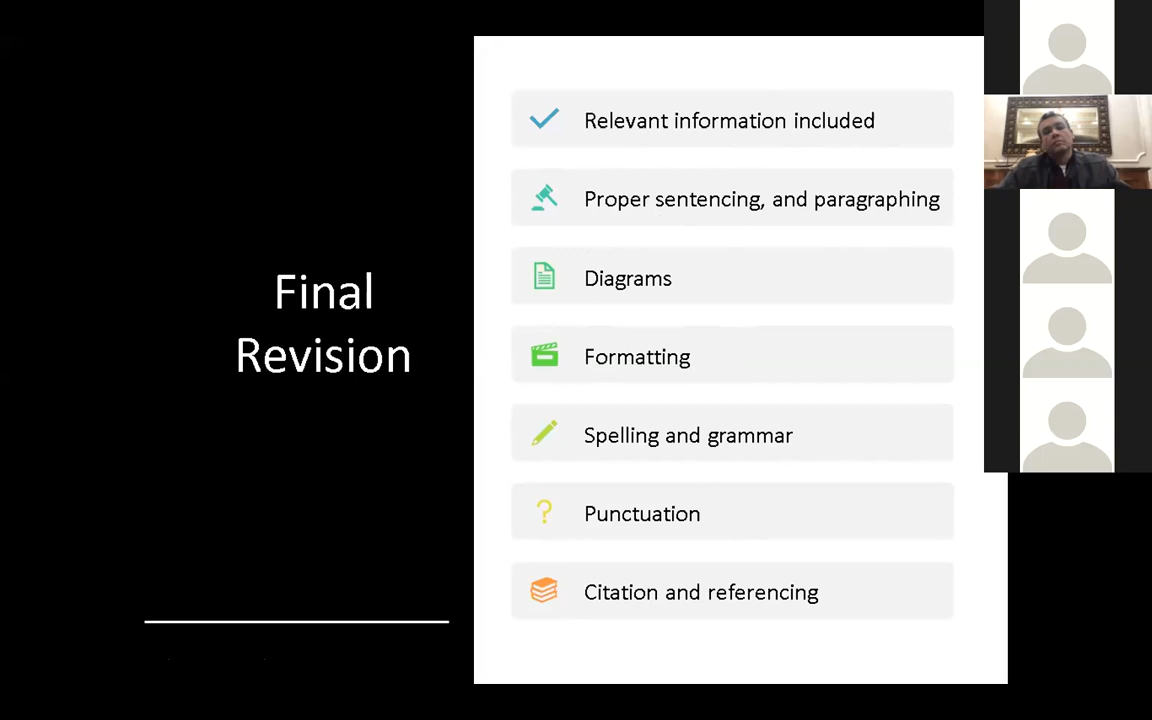 Final
Revision
Relevant information included
Proper sentencing, and paragraphing
Diagrams
Formatting
Spelling and grammar
Punctuation
Citation and referencing